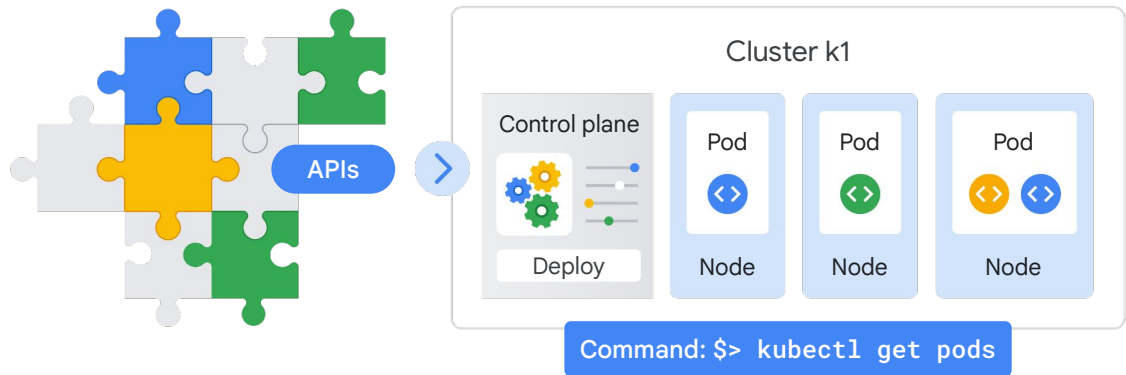 Cluster k1
Control plane
Deploy
APIs
Pod
Node
Pod
Node
Pod
Node
Command: $> kubectl get pods